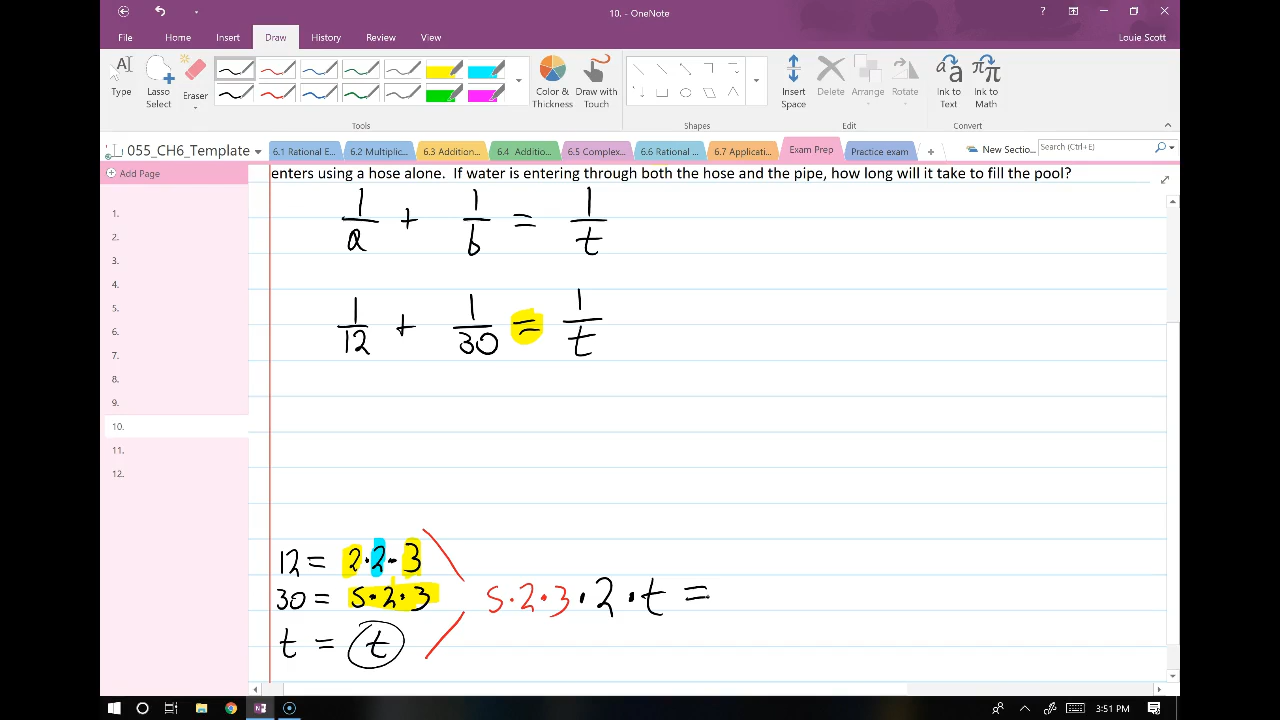 10. - OneNote
?
File Home Insert Draw History Review View
Louie Scott
Type
Lasso Select
Eraser
Color & Thickness
Draw with Touch
Insert Space
Delete
Arrange
Rotate
Ink to Text
Ink to Math
Tools
Shapes
Edit
Convert
055_CH6_Template
6.1 Rational E...
6.2 Multiplic...
6.3 Addition...
6.4 Additio...
6.5 Complex...
6.6 Rational ...
6.7 Applicati...
Exam Prep
Practice exam
+
New Sectio...
Search (Ctrl+E)
Add Page
enters using a hose alone. If water is entering through both the hose and the pipe, how long will it take to fill the pool?
1.
2.
3.
4.
5.
6.
7.
8.
9.
10.
11.
12.
1/a + 1/b = 1/t
1/12 + 1/30 = 1/t
12 = 2·2·3
30 = 5·2·3
t = t
5·2·3·2·t =
3:51 PM